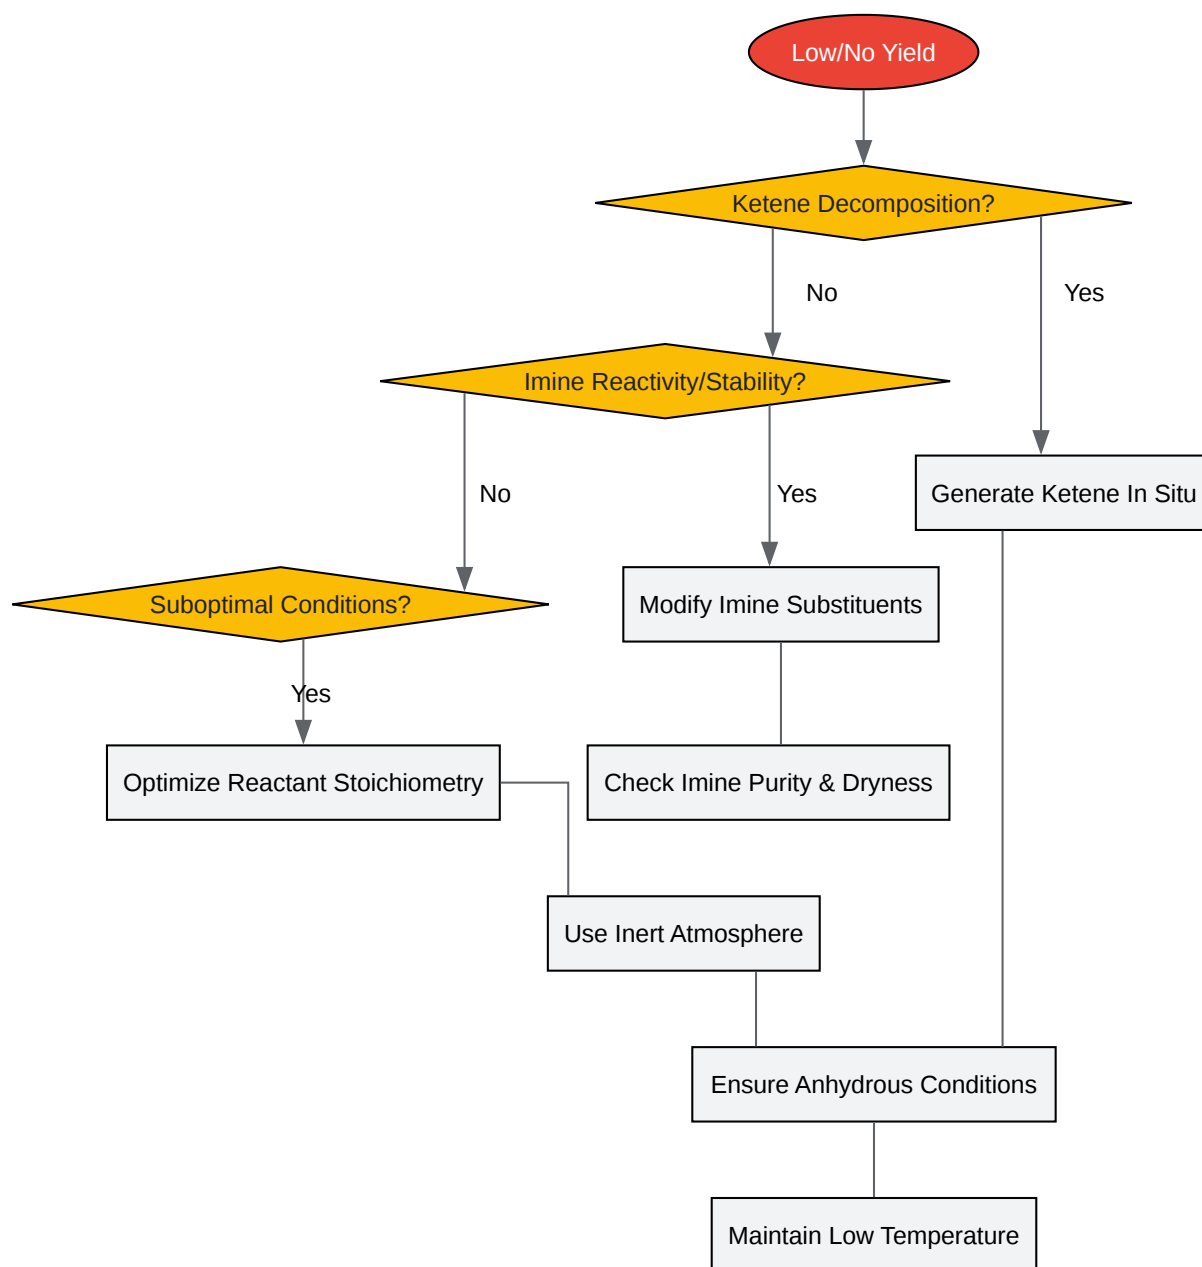 Low/No Yield
Ketene Decomposition?
No
Yes
Imine Reactivity/Stability?
No
Yes
Generate Ketene In Situ
Suboptimal Conditions?
Modify Imine Substituents
Yes
Optimize Reactant Stoichiometry
Check Imine Purity & Dryness
Use Inert Atmosphere
Ensure Anhydrous Conditions
Maintain Low Temperature